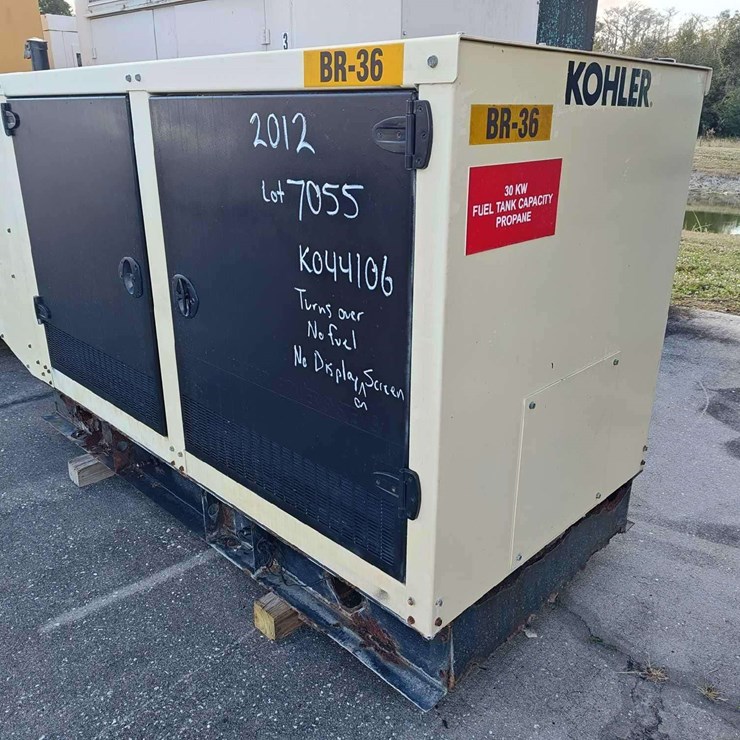 3
BR-36
KOHLER
BR-36
30 KW
FUEL TANK CAPACITY
PROPANE
2012
Lot 7055
K044106
Turns over
No fuel
No Display Screen
on